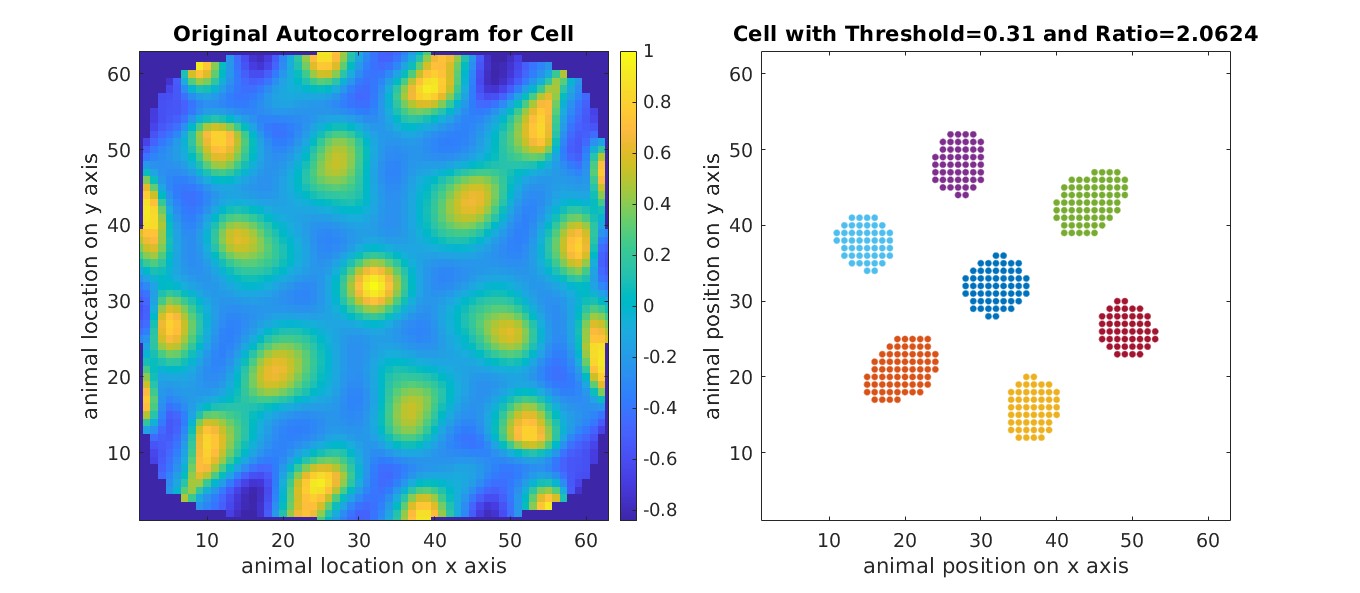 Original Autocorrelogram for Cell
60
50
40
30
20
10
10 20 30 40 50 60
animal location on y axis
animal location on x axis
1
0.8
0.6
0.4
0.2
0
-0.2
-0.4
-0.6
-0.8
Cell with Threshold=0.31 and Ratio=2.0624
60
50
40
30
20
10
10 20 30 40 50 60
animal position on y axis
animal position on x axis